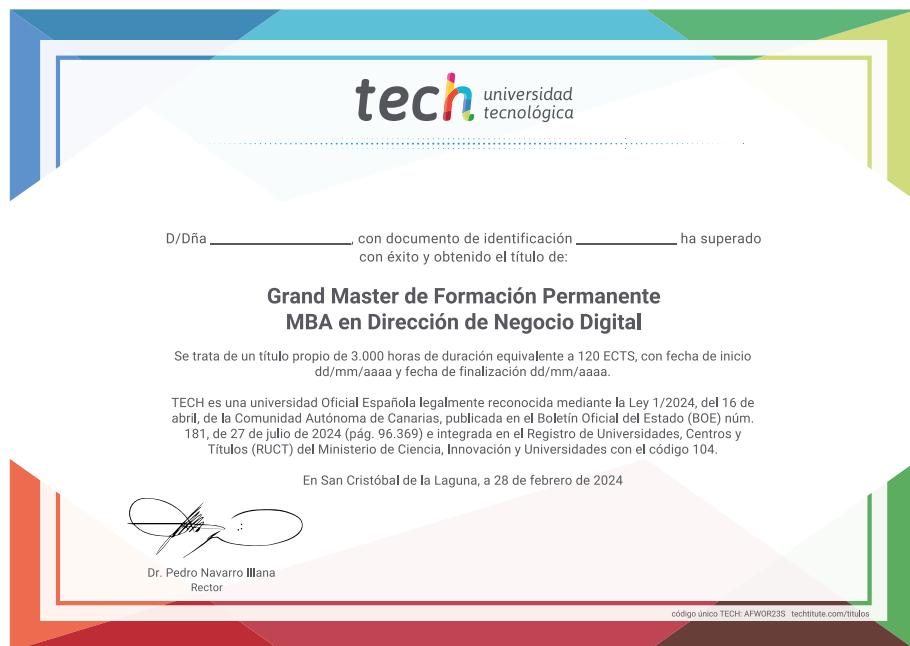 tech universidad
tecnológica
D/Dña ________________, con documento de identificación ____________ ha superado
con éxito y obtenido el título de:
Grand Master de Formación Permanente
MBA en Dirección de Negocio Digital
Se trata de un título propio de 3.000 horas de duración equivalente a 120 ECTS, con fecha de inicio
dd/mm/aaaa y fecha de finalización dd/mm/aaaa.
TECH es una universidad Oficial Española legalmente reconocida mediante la Ley 1/2024, del 16 de
abril, de la Comunidad Autónoma de Canarias, publicada en el Boletín Oficial del Estado (BOE) núm.
181, de 27 de julio de 2024 (pág. 96.369) e integrada en el Registro de Universidades, Centros y
Títulos (RUCT) del Ministerio de Ciencia, Innovación y Universidades con el código 104.
En San Cristóbal de la Laguna, a 28 de febrero de 2024
Dr. Pedro Navarro Illana
Rector
código único TECH: AFWOR23S techtitute.com/titulos